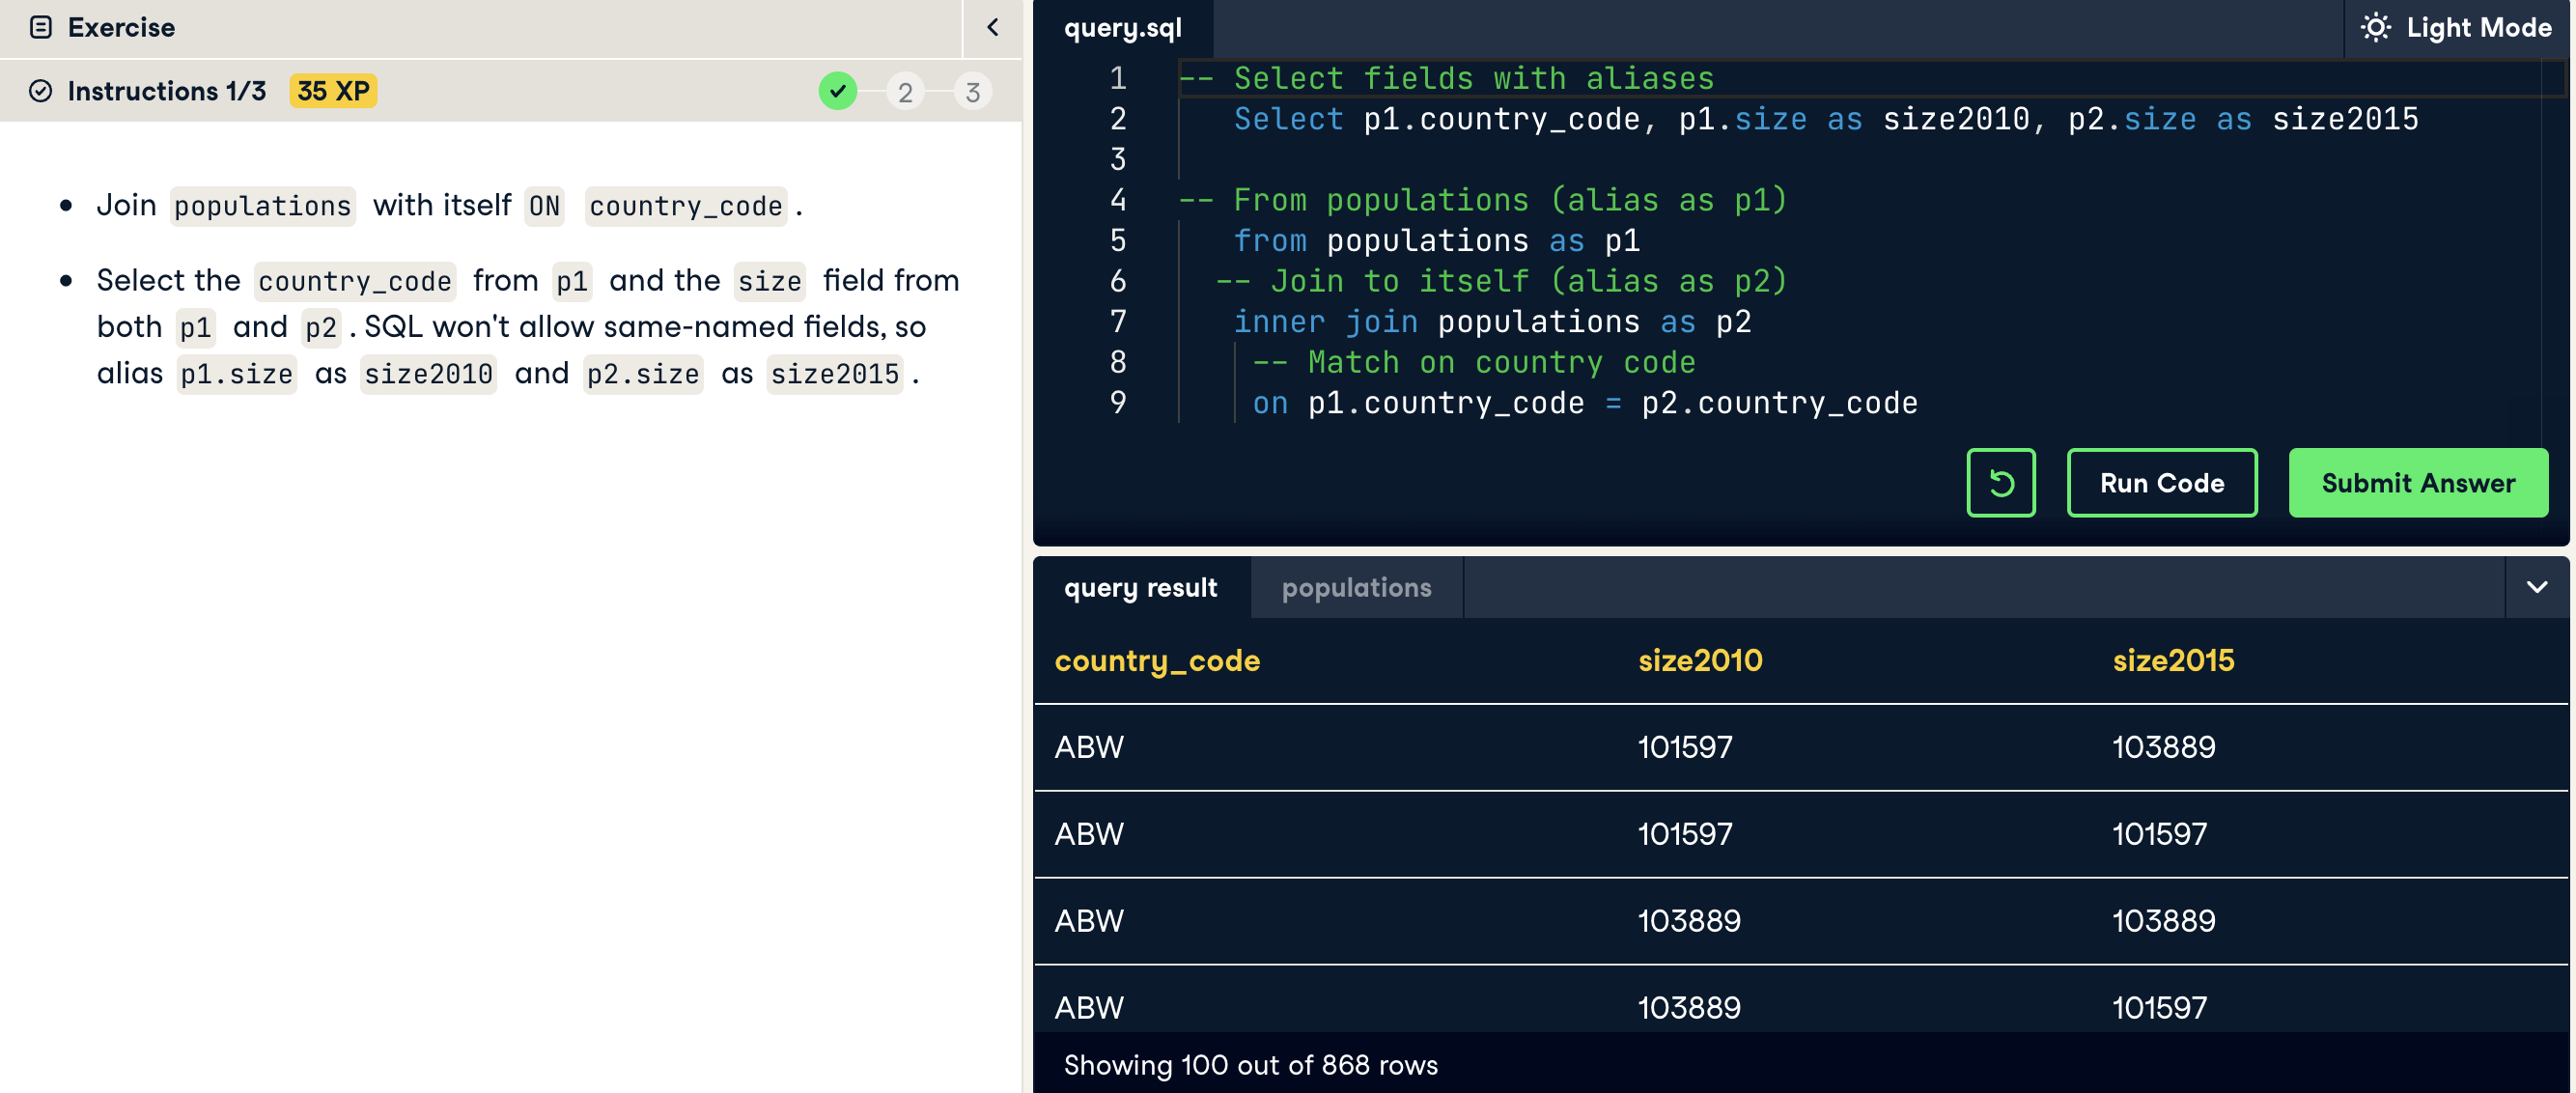 Exercise
Instructions 1/3 35 XP
2 3
• Join populations with itself ON country_code.
• Select the country_code from p1 and the size field from
both p1 and p2. SQL won't allow same-named fields, so
alias p1.size as size2010 and p2.size as size2015.
query.sql
Light Mode
1 -- Select fields with aliases
2 Select p1.country_code, p1.size as size2010, p2.size as size2015
3
4 -- From populations (alias as p1)
5 from populations as p1
6 -- Join to itself (alias as p2)
7 inner join populations as p2
8 -- Match on country code
9 on p1.country_code = p2.country_code
Run Code Submit Answer
query result populations
country_code size2010 size2015
ABW 101597 103889
ABW 101597 101597
ABW 103889 103889
ABW 103889 101597
Showing 100 out of 868 rows